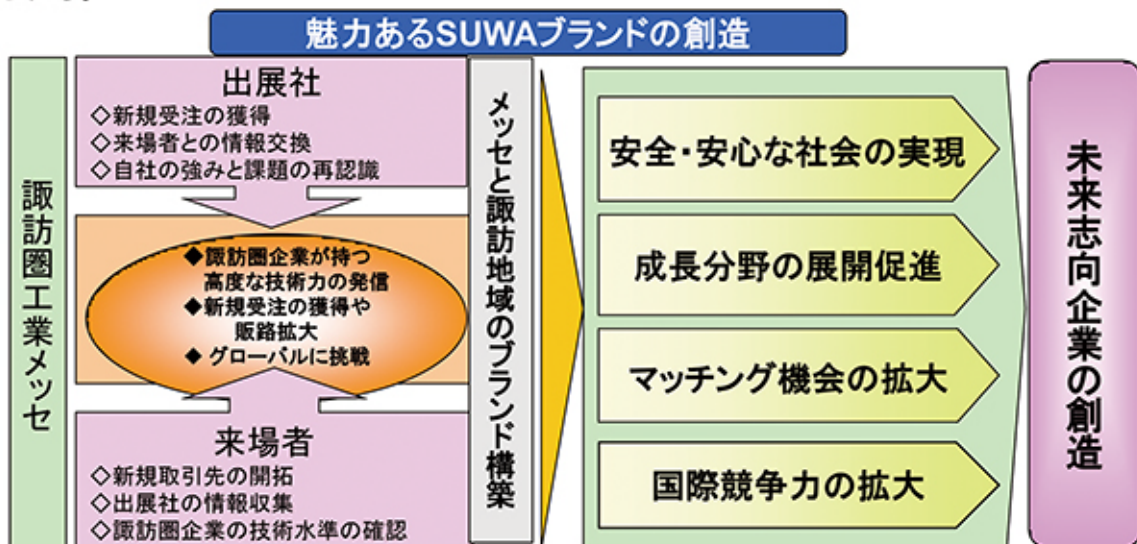 魅力あるSUWAブランドの創造
諏訪圏工業メッセ
出展社
◇新規受注の獲得
◇来場者との情報交換
◇自社の強みと課題の再認識
◆諏訪圏企業が持つ
高度な技術力の発信
◆新規受注の獲得や
販路拡大
◆ グローバルに挑戦
来場者
◇新規取引先の開拓
◇出展社の情報収集
◇諏訪圏企業の技術水準の確認
メッセと諏訪地域のブランド構築
安全・安心な社会の実現
成長分野の展開促進
マッチング機会の拡大
国際競争力の拡大
未来志向企業の創造